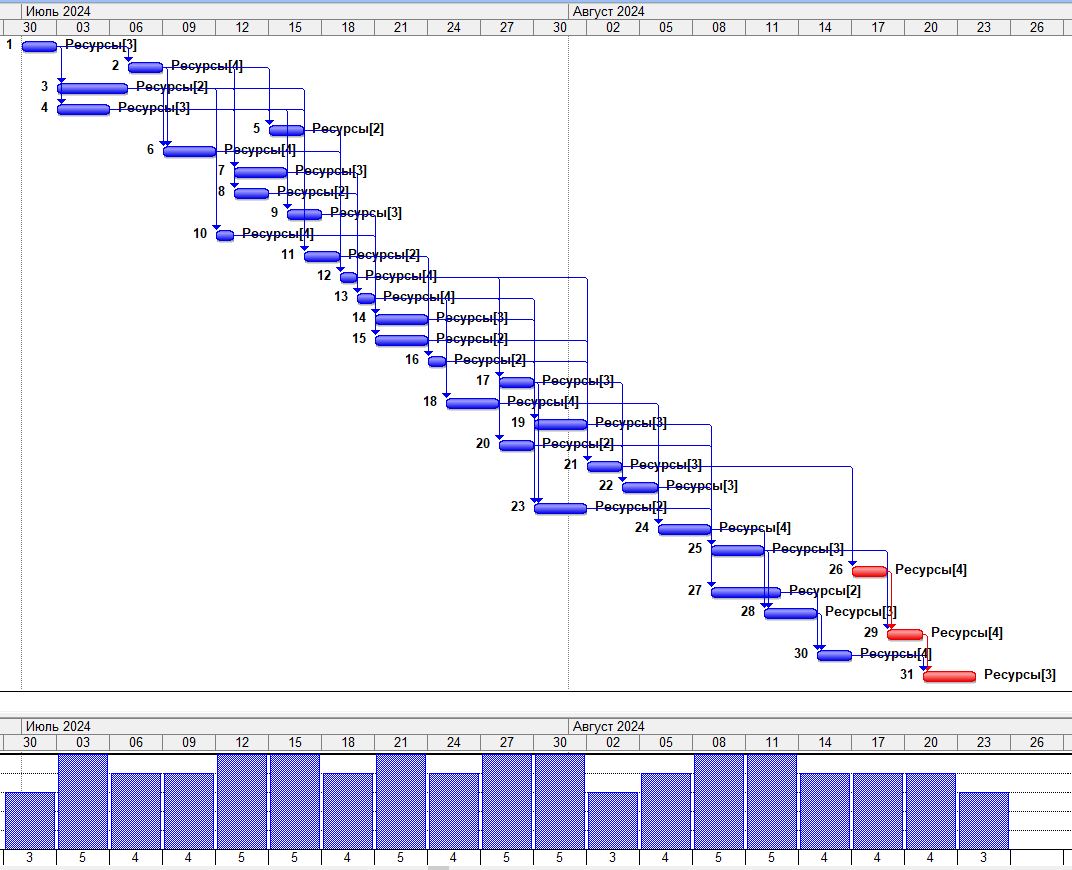 Июль 2024 Август 2024
30 03 06 09 12 15 18 21 24 27 30 02 05 08 11 14 17 20 23 26
1 Ресурсы[3]
2 Ресурсы[4]
3 Ресурсы[2]
4 Ресурсы[3]
5 Ресурсы[2]
6 Ресурсы[4]
7 Ресурсы[3]
8 Ресурсы[2]
9 Ресурсы[3]
10 Ресурсы[4]
11 Ресурсы[2]
12 Ресурсы[4]
13 Ресурсы[4]
14 Ресурсы[3]
15 Ресурсы[2]
16 Ресурсы[2]
17 Ресурсы[3]
18 Ресурсы[4]
19 Ресурсы[3]
20 Ресурсы[2]
21 Ресурсы[3]
22 Ресурсы[3]
23 Ресурсы[2]
24 Ресурсы[4]
25 Ресурсы[3]
26 Ресурсы[4]
27 Ресурсы[2]
28 Ресурсы[3]
29 Ресурсы[4]
30 Ресурсы[4]
31 Ресурсы[3]
Июль 2024 Август 2024
30 03 06 09 12 15 18 21 24 27 30 02 05 08 11 14 17 20 23 26
3 5 4 4 5 5 4 5 4 5 5 3 4 5 5 4 4 4 3